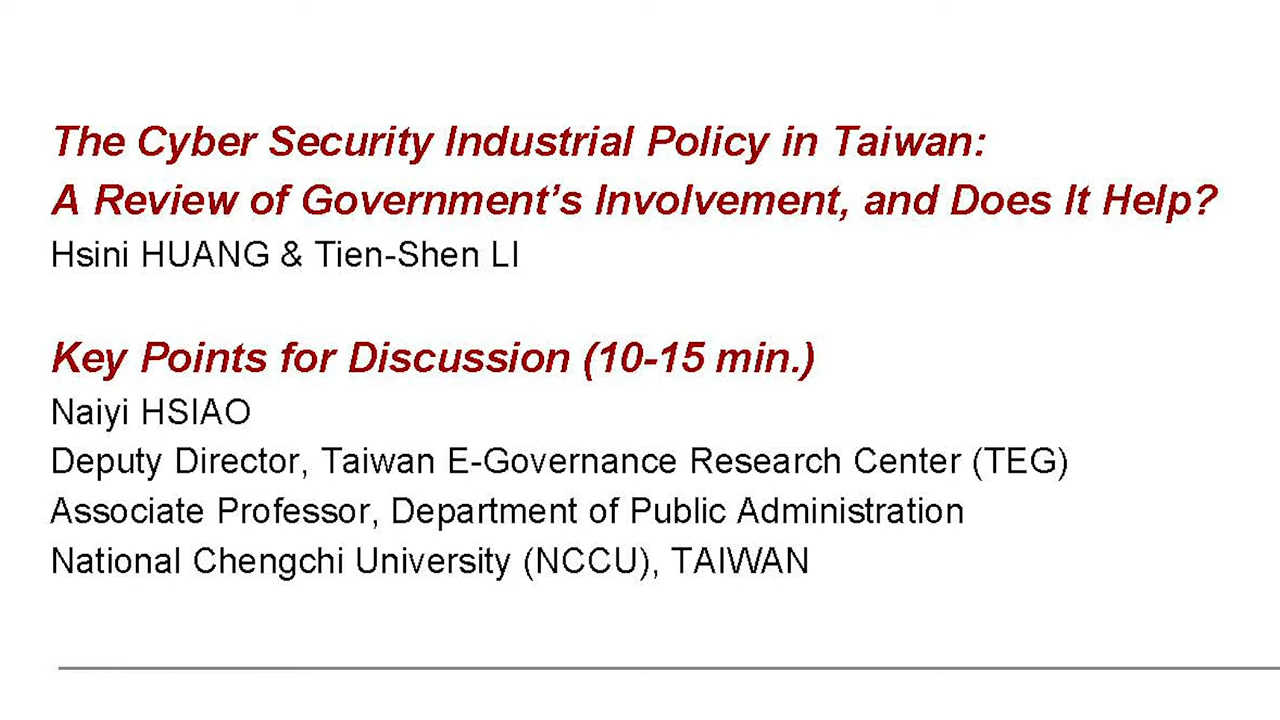 The Cyber Security Industrial Policy in Taiwan:
A Review of Government's Involvement, and Does It Help?
Hsini HUANG & Tien-Shen LI
Key Points for Discussion (10-15 min.)
Naiyi HSIAO
Deputy Director, Taiwan E-Governance Research Center (TEG)
Associate Professor, Department of Public Administration
National Chengchi University (NCCU), TAIWAN